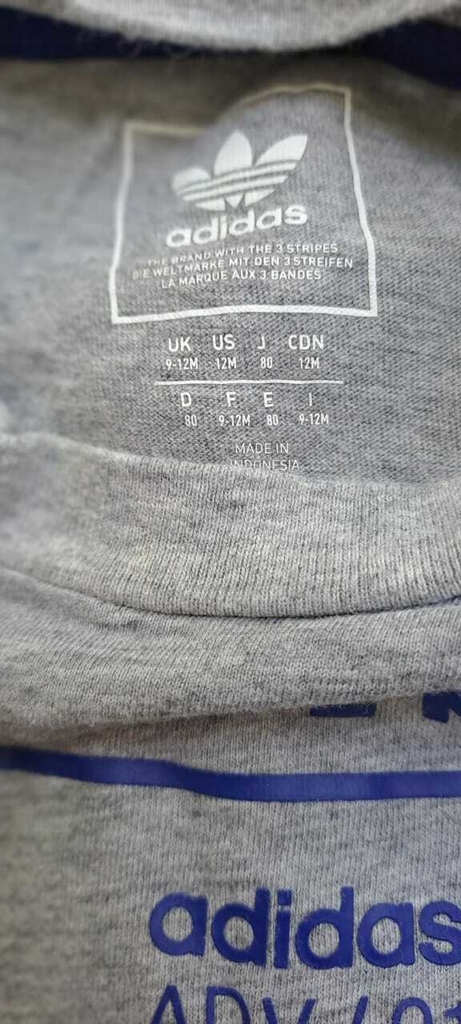 adidas
THE BRAND WITH THE 3 STRIPES
DIE WELTMARKE MIT DEN 3 STREIFEN
LA MARQUE AUX 3 BANDES
UK US J CDN
9-12M 12M 80 12M
D F E I
80 9-12M 80 9-12M
MADE IN
INDONESIA
adidas
ADV